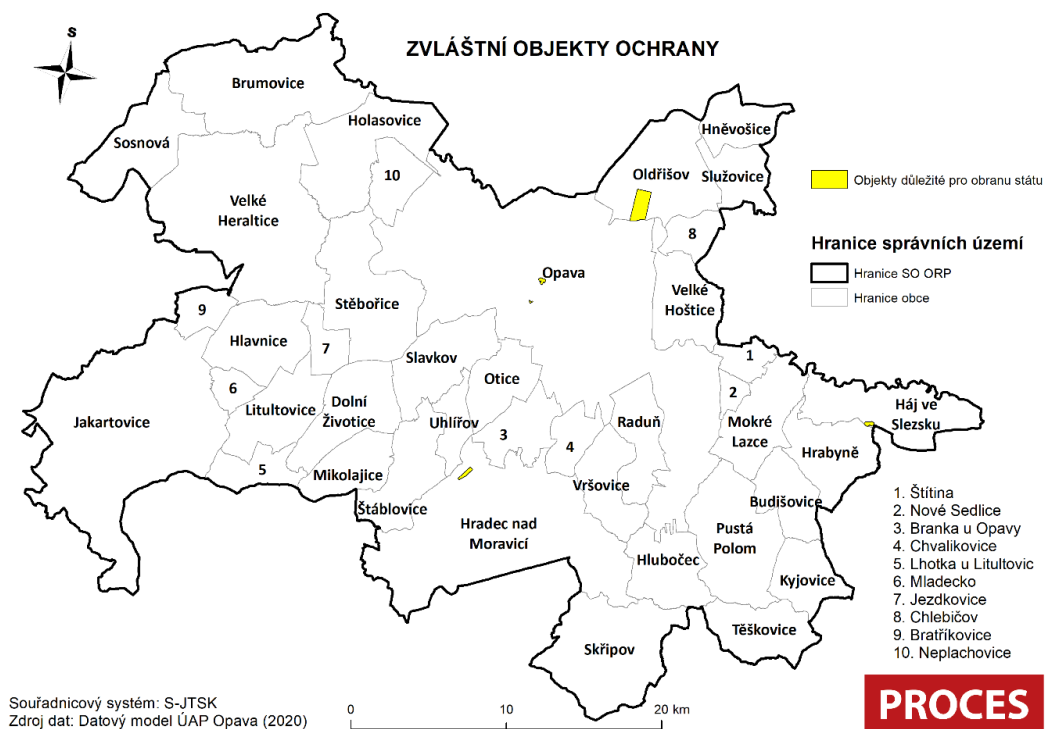 ZVLÁŠTNÍ OBJEKTY OCHRANY
S
Brumovice
Holasovice
Sosnová
Hněvošice
Oldřišov
Služovice
10
Velké
Heraltice
8
Opava
Velké
Hoštice
Stěbořice
9
Hlavnice
7
Slavkov
1
6
Otice
2
Jakartovice
Litultovice
Dolní
Životice
Uhlířov
3
4
Raduň
Mokré
Lazce
Háj ve
Slezsku
Hrabyně
5
Mikolajice
Štáblovice
Vršovice
Budišovice
Hradec nad
Moravicí
Pustá
Polom
Hlubočec
Kyjovice
Těškovice
Skřipov
Objekty důležité pro obranu státu
Hranice správních území
Hranice SO ORP
Hranice obce
1. Štítina
2. Nové Sedlice
3. Branka u Opavy
4. Chvalikovice
5. Lhotka u Litultovic
6. Mladecko
7. Jezdkovice
8. Chlebičov
9. Bratříkovice
10. Neplachovice
Souřadnicový systém: S-JTSK
Zdroj dat: Datový model ÚAP Opava (2020)
0 10 20 km
PROCES